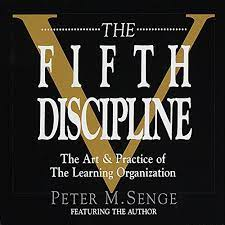 THE
FIFTH
DISCIPLINE
The Art & Practice of
The Learning Organization
PETER M. SENGE
FEATURING THE AUTHOR